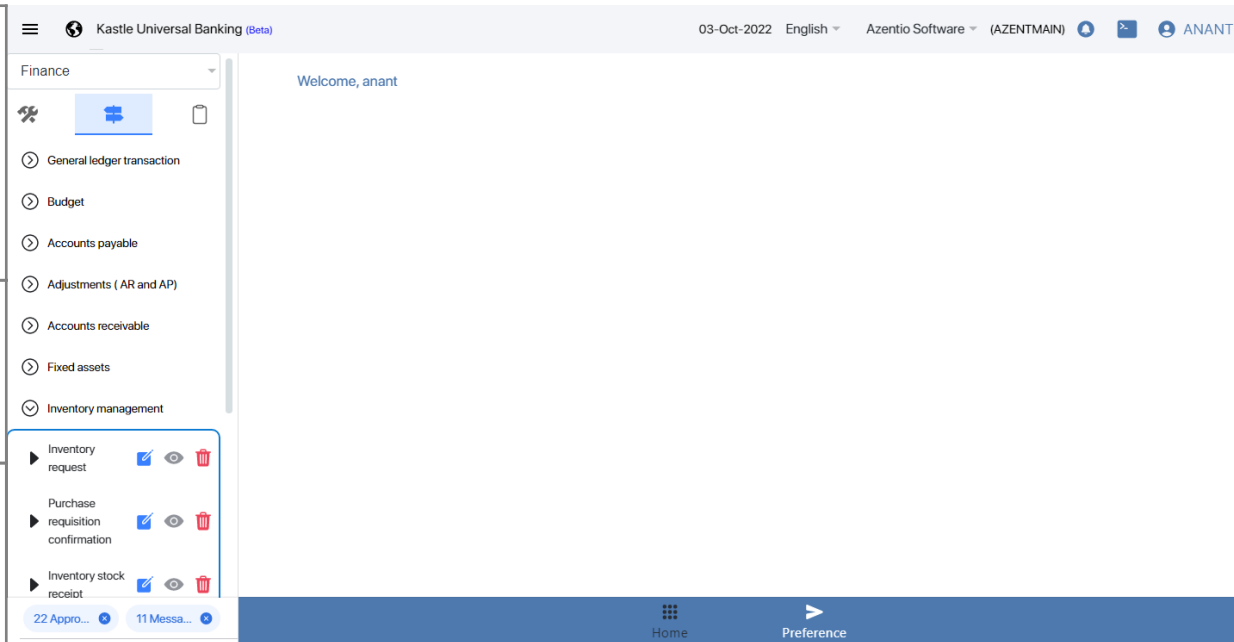 Kastle Universal Banking (Beta)
03-Oct-2022 English Azentio Software (AZENTMAIN) ANANT
Finance
Welcome, anant
General ledger transaction
Budget
Accounts payable
Adjustments ( AR and AP)
Accounts receivable
Fixed assets
Inventory management
Inventory
request
Purchase
requisition
confirmation
Inventory stock
receipt
22 Appro... 11 Messa...
Home Preference